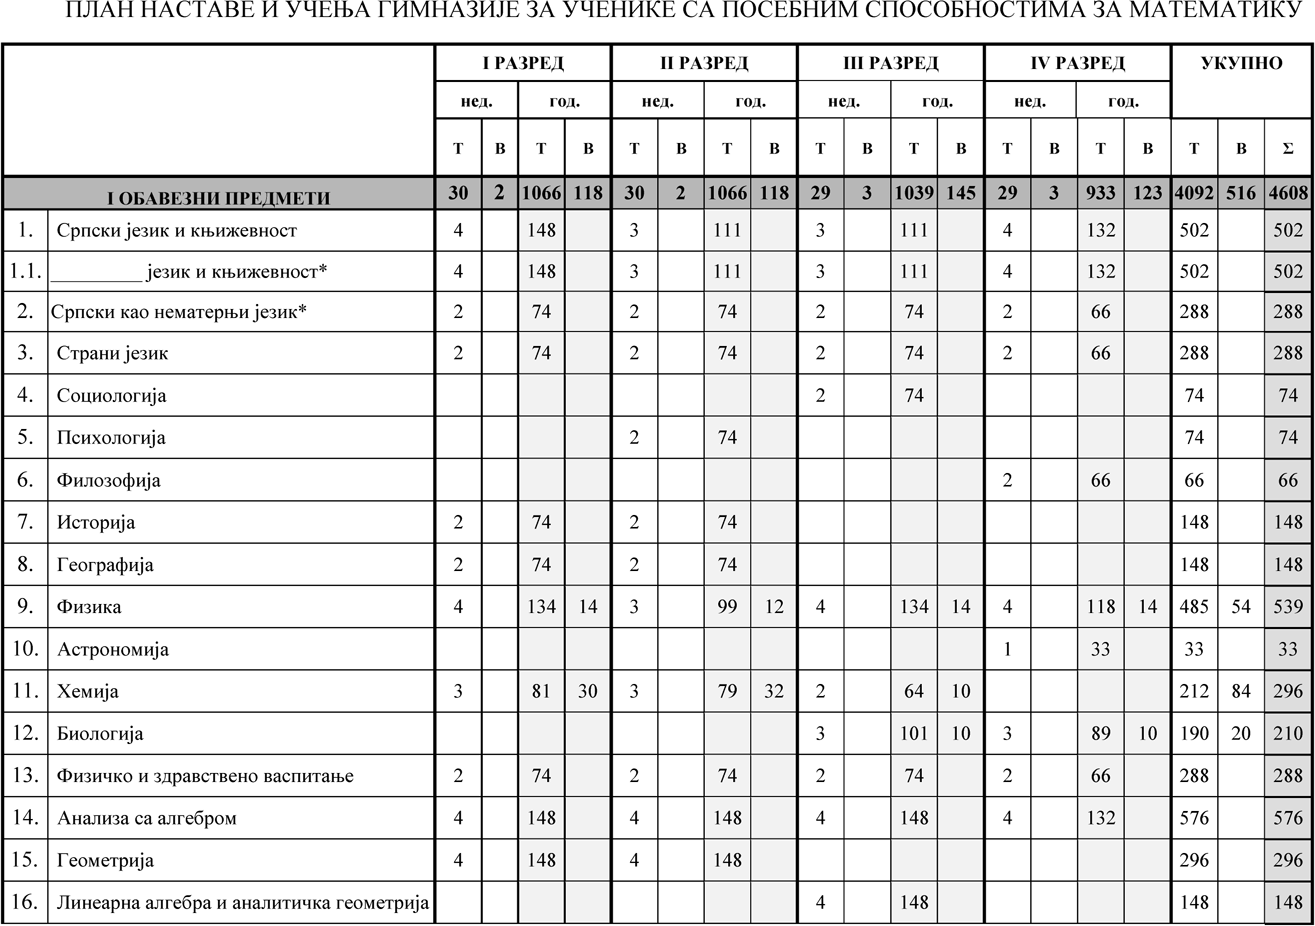 ПЛАН НАСТАВЕ И УЧЕЊА ГИМНАЗИЈЕ ЗА УЧЕНИКЕ СА ПОСЕБНИМ СПОСОБНОСТИМА ЗА МАТЕМАТИКУ
I РАЗРЕД II РАЗРЕД III РАЗРЕД IV РАЗРЕД УКУПНО
нед. год. нед. год. нед. год. нед. год.
Т В Т В Т В Т В Т В Т В Т В Т В Т В Σ
I ОБАВЕЗНИ ПРЕДМЕТИ 30 2 1066 118 30 2 1066 118 29 3 1039 145 29 3 933 123 4092 516 4608
1. Српски језик и књижевност 4 148 3 111 3 111 4 132 502 502
1.1. __________ језик и књижевност* 4 148 3 111 3 111 4 132 502 502
2. Српски као нематерњи језик* 2 74 2 74 2 74 2 66 288 288
3. Страни језик 2 74 2 74 2 74 2 66 288 288
4. Социологија 2 74 74 74
5. Психологија 2 74 74 74
6. Филозофија 2 66 66 66
7. Историја 2 74 2 74 148 148
8. Географија 2 74 2 74 148 148
9. Физика 4 134 14 3 99 12 4 134 14 4 118 14 485 54 539
10. Астрономија 1 33 33 33
11. Хемија 3 81 30 3 79 32 2 64 10 212 84 296
12. Биологија 3 101 10 3 89 10 190 20 210
13. Физичко и здравствено васпитање 2 74 2 74 2 74 2 66 288 288
14. Анализа са алгебром 4 148 4 148 4 148 4 132 576 576
15. Геометрија 4 148 4 148 296 296
16. Линеарна алгебра и аналитичка геометрија 4 148 148 148